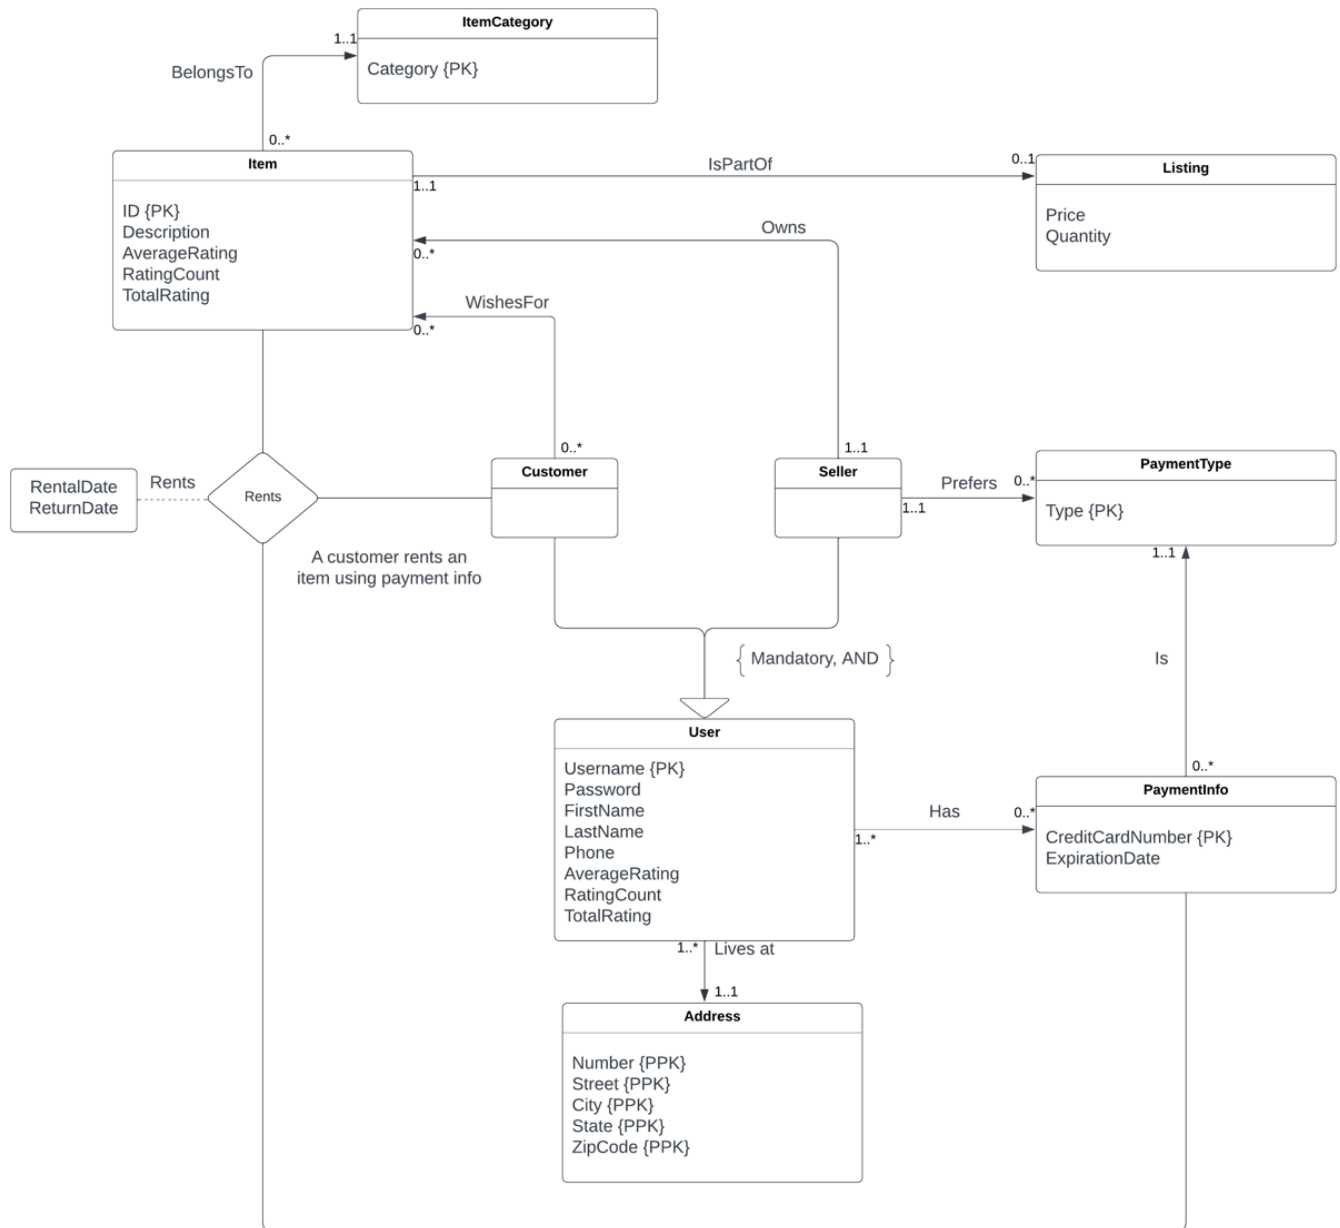 ItemCategory
1..1
Category {PK}
BelongsTo
0..*
Item
IsPartOf
0..1
Listing
1..1
ID {PK}
Description
AverageRating
RatingCount
TotalRating
Price
Quantity
Owns
0..*
WishesFor
0..*
0..*
1..1
Customer
Seller
PaymentType
RentalDate
ReturnDate
Rents
Rents
Prefers
0..*
1..1
Type {PK}
1..1
A customer rents an
item using payment info
{ Mandatory, AND }
Is
User
0..*
PaymentInfo
Username {PK}
Password
FirstName
LastName
Phone
AverageRating
RatingCount
TotalRating
Has
0..*
1..*
CreditCardNumber {PK}
ExpirationDate
1..*
Lives at
1..1
Address
Number {PPK}
Street {PPK}
City {PPK}
State {PPK}
ZipCode {PPK}